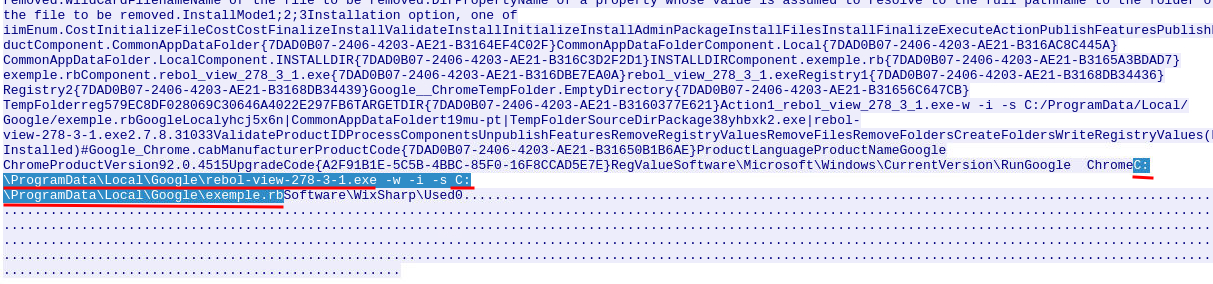 removed.WildCardFilenameName of the file to be removed.DirPropertyName of a property whose value is assumed to resolve to the full pathname to the folder o
the file to be removed.InstallMode1;2;3Installation option, one of
iimEnum.CostInitializeFileCostCostFinalizeInstallValidateInstallInitializeInstallAdminPackageInstallFilesInstallFinalizeExecuteActionPublishFeaturesPublish
ductComponent.CommonAppDataFolder{7DAD0B07-2406-4203-AE21-B3164EF4C02F}CommonAppDataFolderComponent.Local{7DAD0B07-2406-4203-AE21-B316AC8C445A}
CommonAppDataFolder.LocalComponent.INSTALLDIR{7DAD0B07-2406-4203-AE21-B316C3D2F2D1}INSTALLDIRComponent.exemple.rb{7DAD0B07-2406-4203-AE21-B3165A3BDAD7}
exemple.rbComponent.rebol_view_278_3_1.exe{7DAD0B07-2406-4203-AE21-B316DBE7EA0A}rebol_view_278_3_1.exeRegistry1{7DAD0B07-2406-4203-AE21-B3168DB34436}
Registry2{7DAD0B07-2406-4203-AE21-B3168DB34439}Google__ChromeTempFolder.EmptyDirectory{7DAD0B07-2406-4203-AE21-B31656C647CB}
TempFolderreg579EC8DF028069C30646A4022E297FB6TARGETDIR{7DAD0B07-2406-4203-AE21-B3160377E621}Action1_rebol_view_278_3_1.exe-w -i -s C:/ProgramData/Local/
Google/exemple.rbGoogleLocalyhcj5x6n|CommonAppDataFoldert19mu-pt|TempFolderSourceDirPackage38yhbxk2.exe|rebol-
view-278-3-1.exe2.7.8.31033ValidateProductIDProcessComponentsUnpublishFeaturesRemoveRegistryValuesRemoveFilesRemoveFoldersCreateFoldersWriteRegistryValues(
Installed)#Google_Chrome.cabManufacturerProductCode{7DAD0B07-2406-4203-AE21-B31650B1B6AE}ProductLanguageProductNameGoogle
ChromeProductVersion92.0.4515UpgradeCode{A2F91B1E-5C5B-4BBC-85F0-16F8CCAD5E7E}RegValueSoftware\Microsoft\Windows\CurrentVersion\RunGoogle  ChromeC:
\ProgramData\Local\Google\rebol-view-278-3-1.exe -w -i -s C:
\ProgramData\Local\Google\exemple.rbSoftware\WixSharp\Used0................................................................................................
...........................................................................................................................................................
...........................................................................................................................................................
...........................................................................................................................................................
...........................................................................................................................................................
...................................................